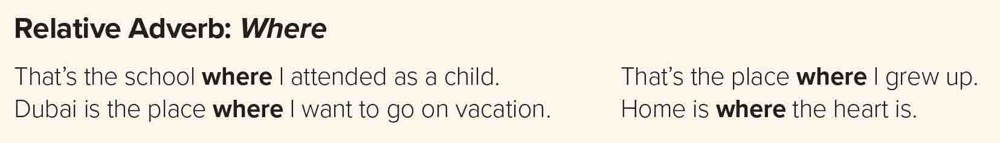 Relative Adverb: Where
That’s the school where I attended as a child.
Dubai is the place where I want to go on vacation.
That’s the place where I grew up.
Home is where the heart is.